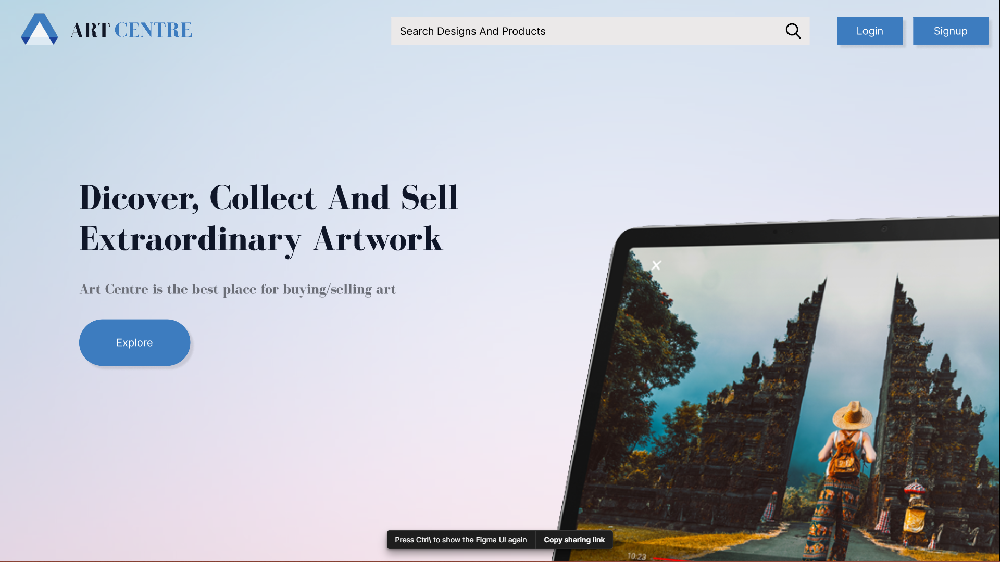 ART CENTRE
Search Designs And Products
Login
Signup
Dicover, Collect And Sell
Extraordinary Artwork
Art Centre is the best place for buying/selling art
Explore
Press Ctrl\ to show the Figma UI again
Copy sharing link
10:23